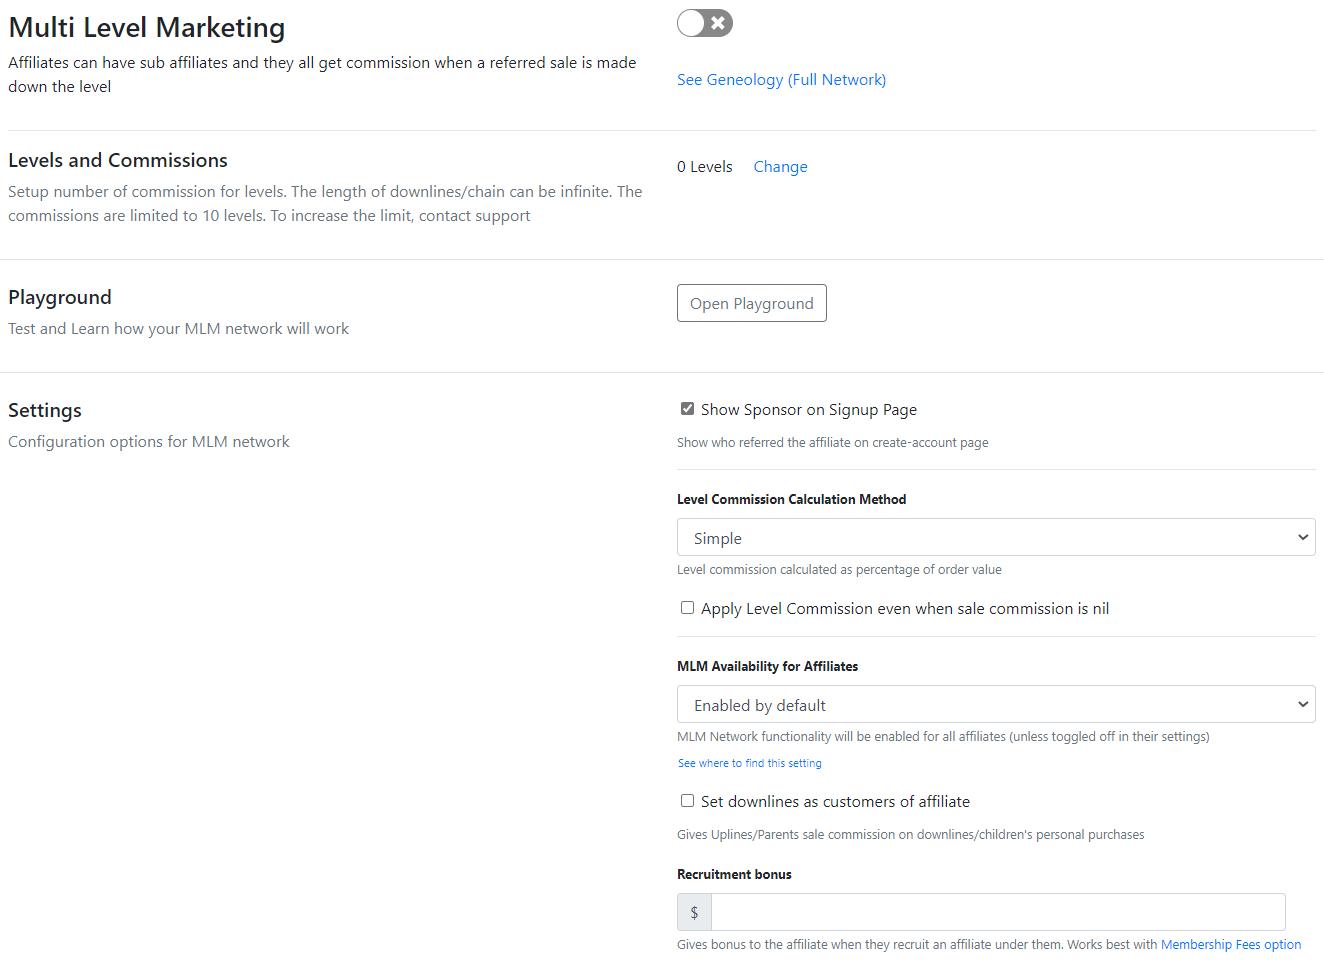 Multi Level Marketing
Affiliates can have sub affiliates and they all get commission when a referred sale is made
down the level
See Geneology (Full Network)
Levels and Commissions
Setup number of commission for levels. The length of downlines/chain can be infinite. The
commissions are limited to 10 levels. To increase the limit, contact support
0 Levels Change
Playground
Test and Learn how your MLM network will work
Open Playground
Settings
Configuration options for MLM network
Show Sponsor on Signup Page
Show who referred the affiliate on create-account page
Level Commission Calculation Method
Simple
Level commission calculated as percentage of order value
Apply Level Commission even when sale commission is nil
MLM Availability for Affiliates
Enabled by default
MLM Network functionality will be enabled for all affiliates (unless toggled off in their settings)
See where to find this setting
Set downlines as customers of affiliate
Gives Uplines/Parents sale commission on downlines/children's personal purchases
Recruitment bonus
$
Gives bonus to the affiliate when they recruit an affiliate under them. Works best with Membership Fees option